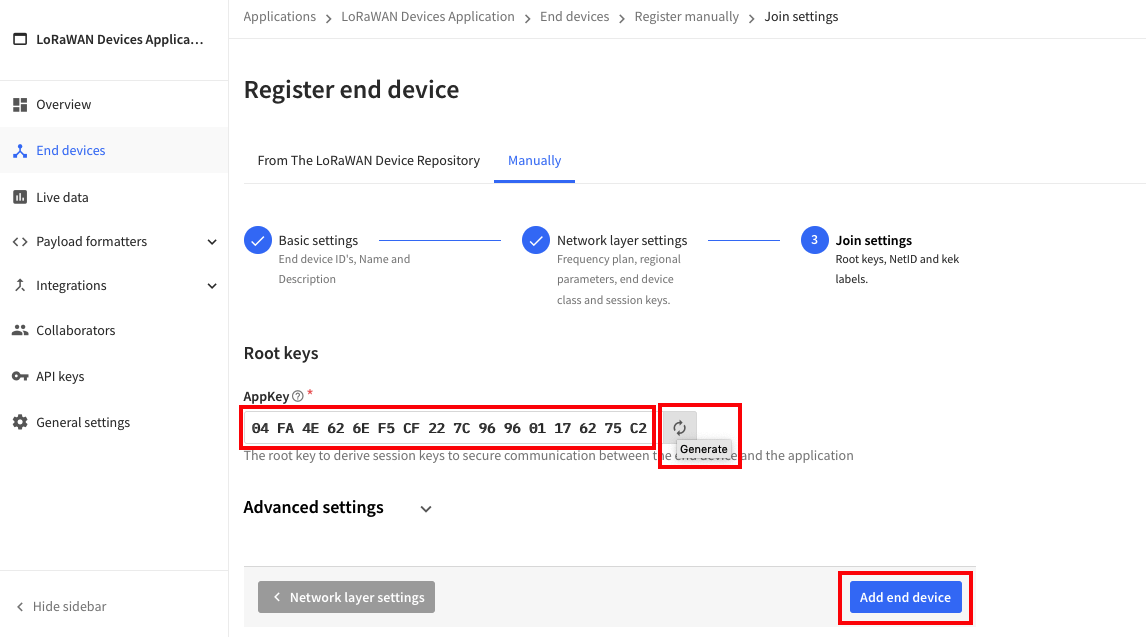 Applications > LoRaWAN Devices Application > End devices > Register manually > Join settings
LoRaWAN Devices Applica...
Overview
End devices
Live data
Payload formatters
Integrations
Collaborators
API keys
General settings
Hide sidebar
Register end device
From The LoRaWAN Device Repository
Manually
Basic settings
End device ID's, Name and
Description
Network layer settings
Frequency plan, regional
parameters, end device
class and session keys.
3
Join settings
Root keys, NetID and kek
labels.
Root keys
AppKey ? *
04 FA 4E 62 6E F5 CF 22 7C 96 96 01 17 62 75 C2
Generate
The root key to derive session keys to secure communication between the end device and the application
Advanced settings
Network layer settings
Add end device